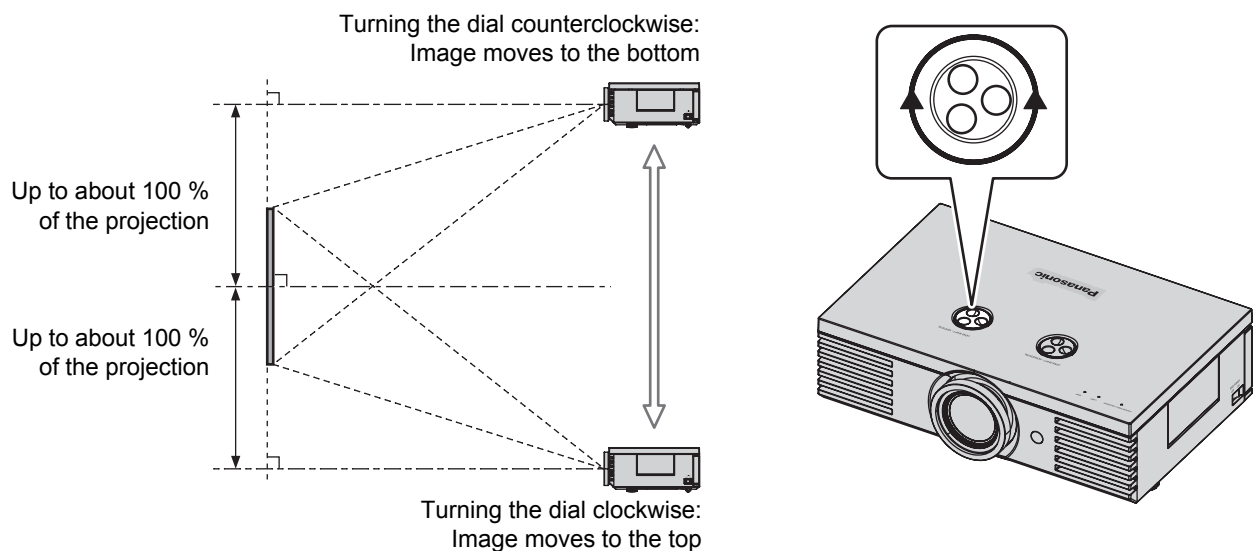 Turning the dial counterclockwise:
Image moves to the bottom
Up to about 100 %
of the projection
Up to about 100 %
of the projection
Turning the dial clockwise:
Image moves to the top
Panasonic